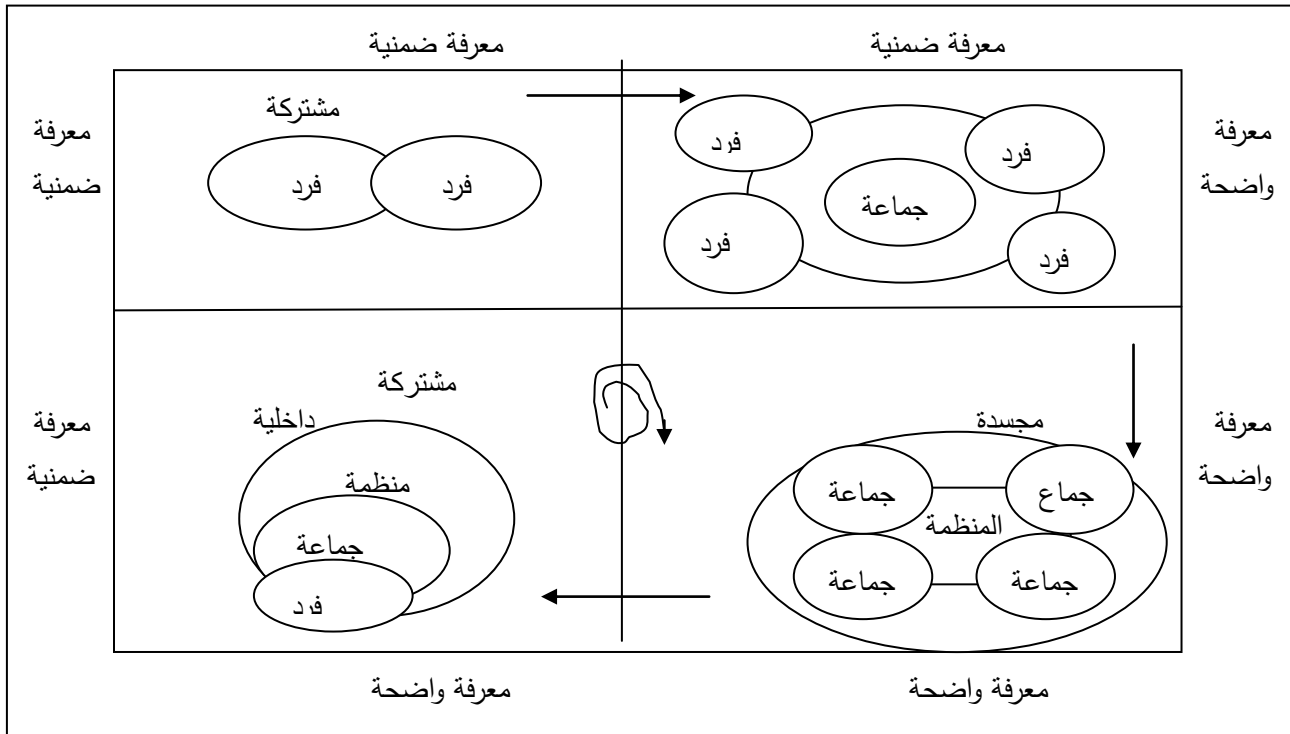 معرفة ضمنية
معرفة ضمنية
معرفة
واضحة
فرد
فرد
جماعة
فرد
فرد
مشتركة
فرد
فرد
معرفة
ضمنية
معرفة
واضحة
مجسدة
جماع
جماعة
المنظمة
جماعة
جماعة
مشتركة
داخلية
منظمة
جماعة
فرد
معرفة
ضمنية
معرفة واضحة
معرفة واضحة